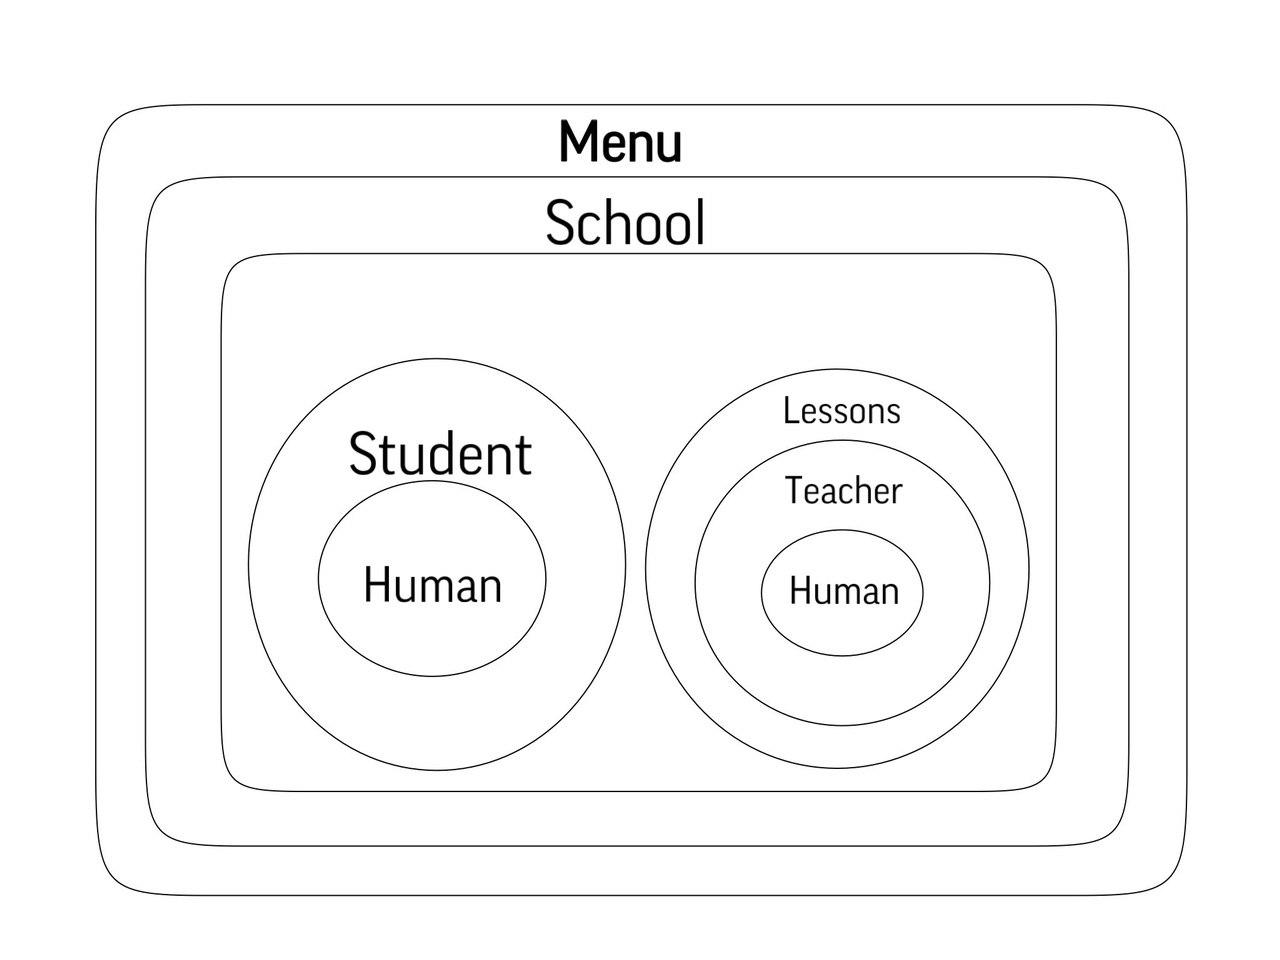 Menu
School
Student
Human
Lessons
Teacher
Human